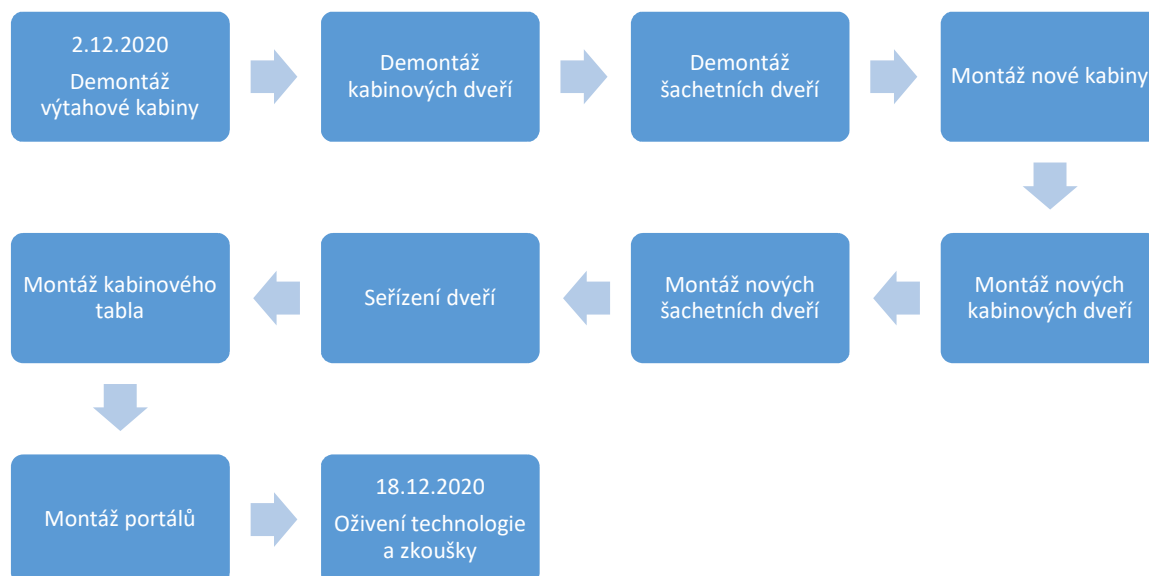 2.12.2020
Demontáž
výtahové kabiny
Demontáž
kabinových dveří
Demontáž
šachetních dveří
Montáž nové kabiny
Montáž nových
kabinových dveří
Montáž nových
šachetních dveří
Seřízení dveří
Montáž kabinového
tabla
Montáž portálů
18.12.2020
Oživení technologie
a zkoušky